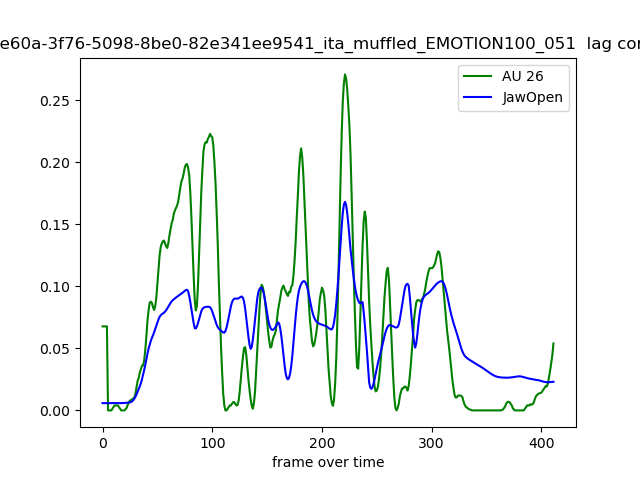 e60a-3f76-5098-8be0-82e341ee9541_ita_muffled_EMOTION100_051 lag cor
AU 26
JawOpen
0.25
0.20
0.15
0.10
0.05
0.00
0 100 200 300 400
frame over time